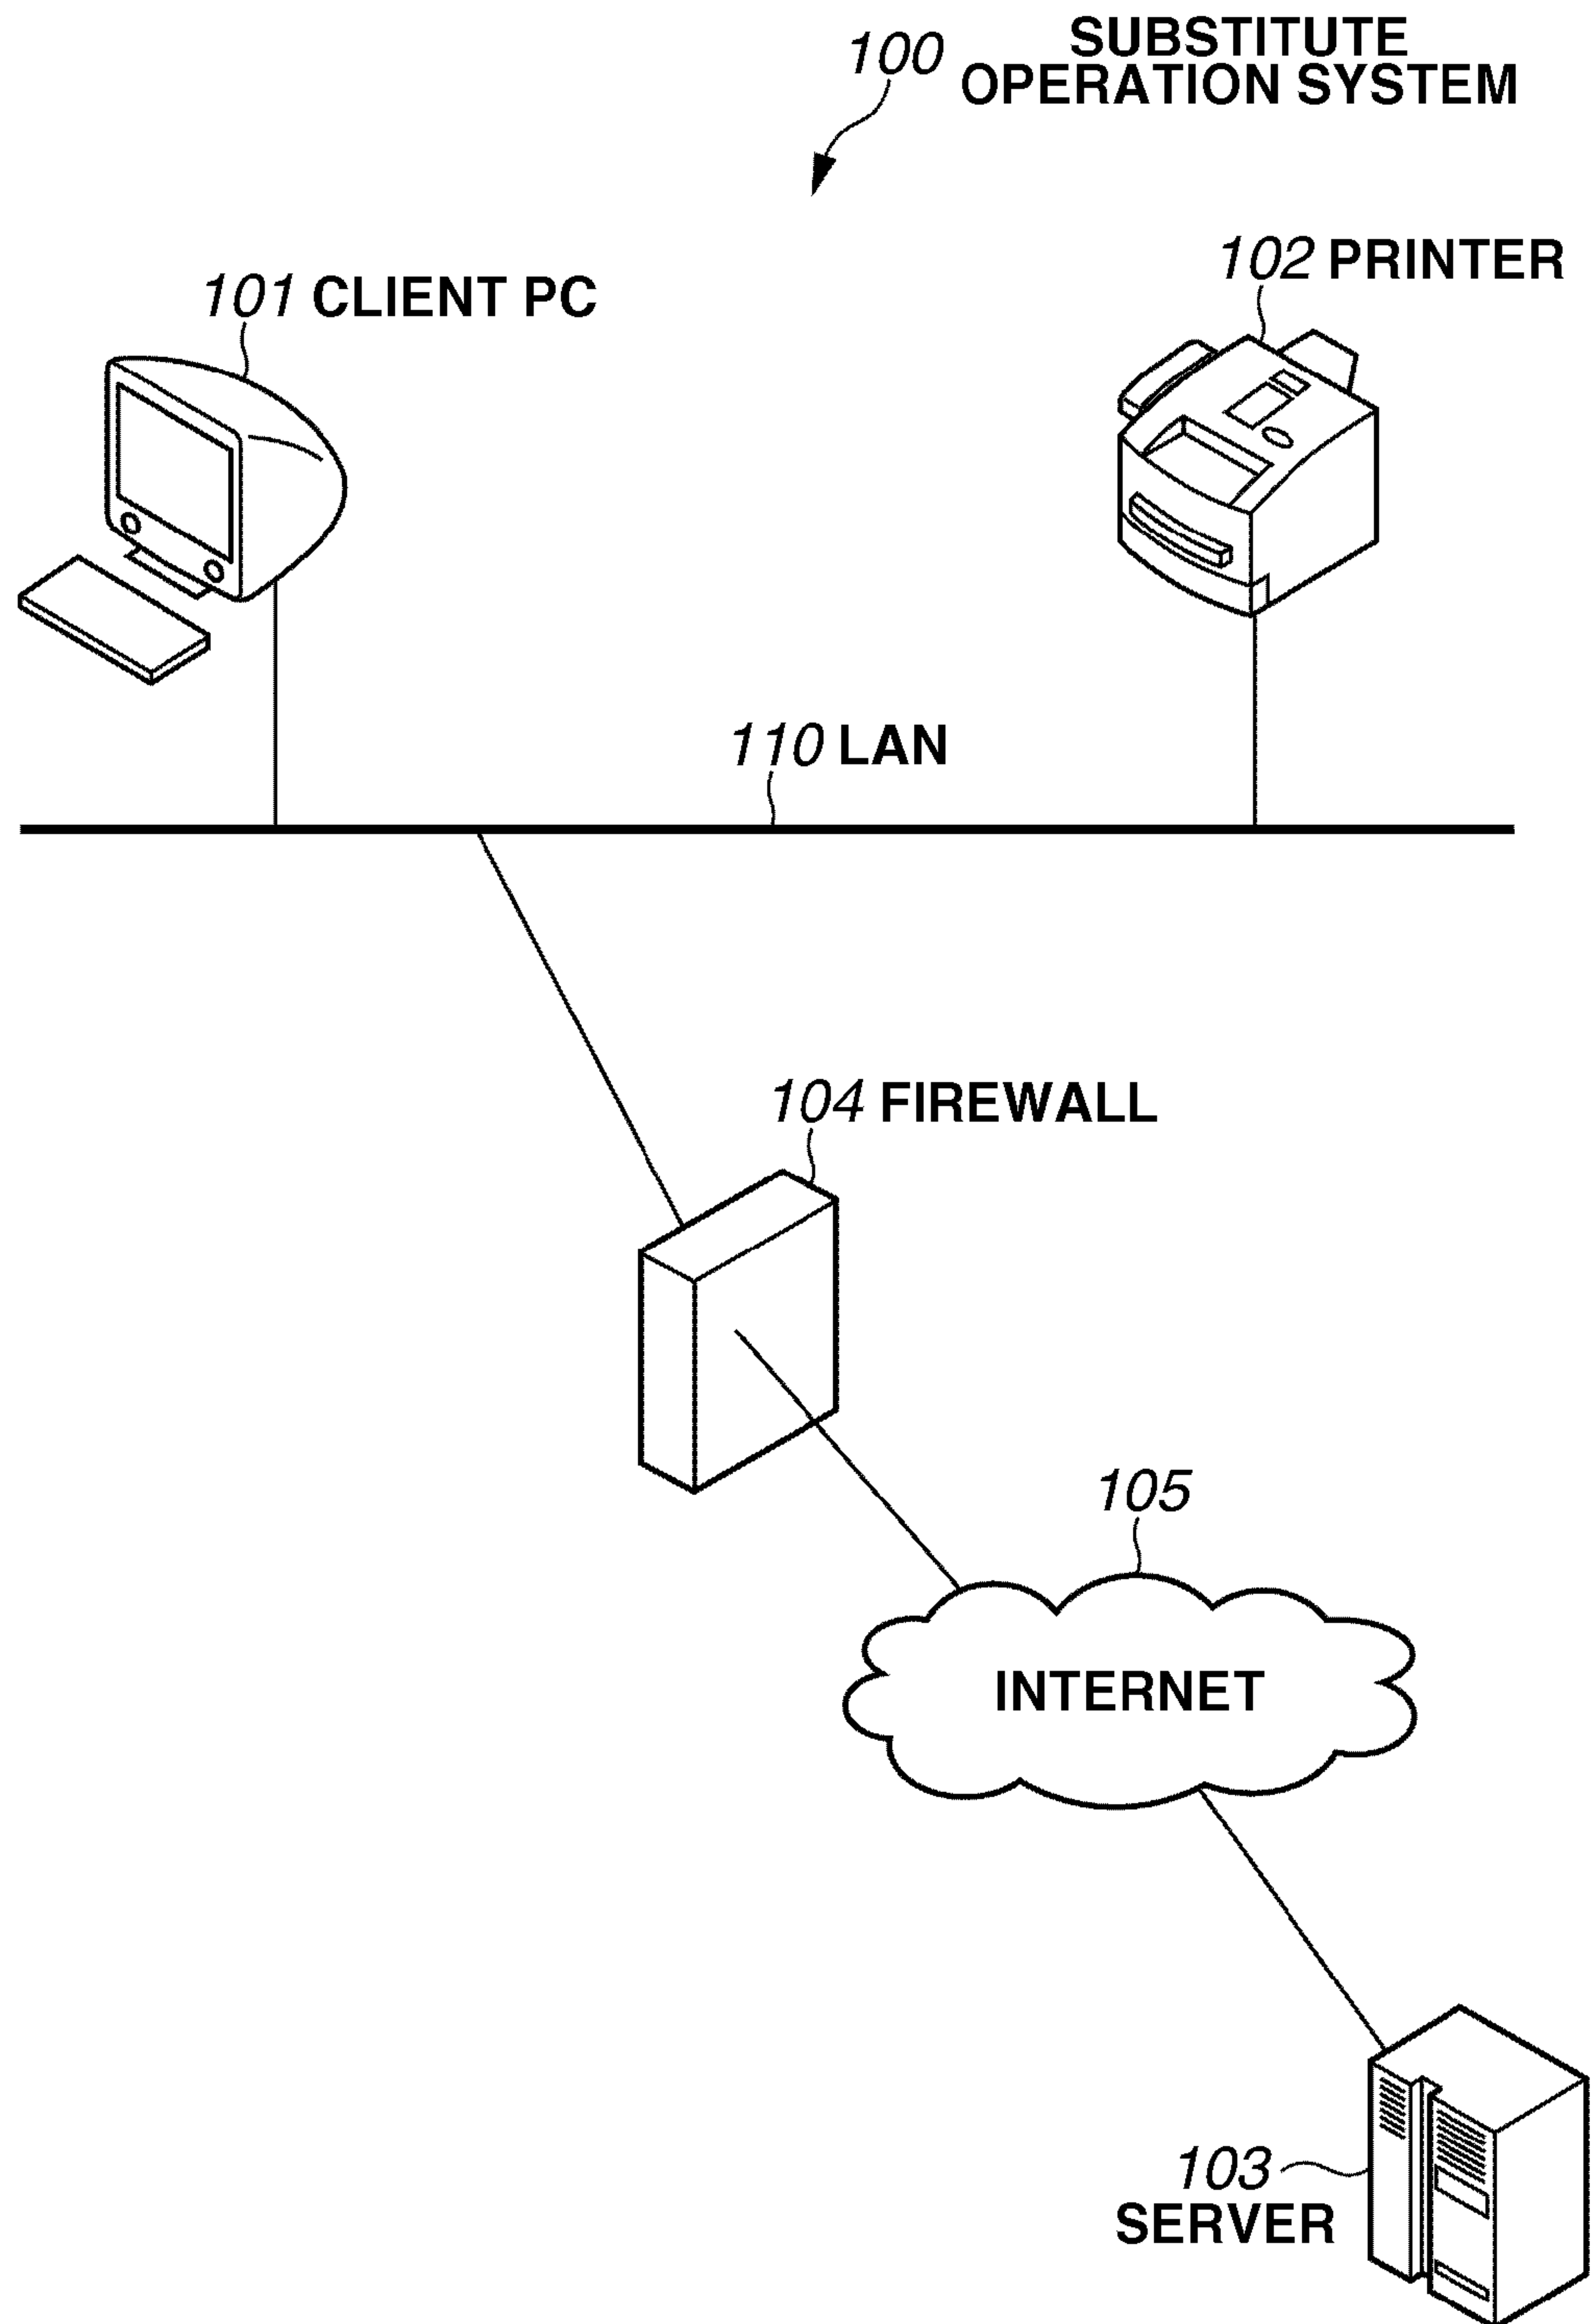 100 SUBSTITUTE
OPERATION SYSTEM
101 CLIENT PC
102 PRINTER
110 LAN
104 FIREWALL
105
INTERNET
103
SERVER